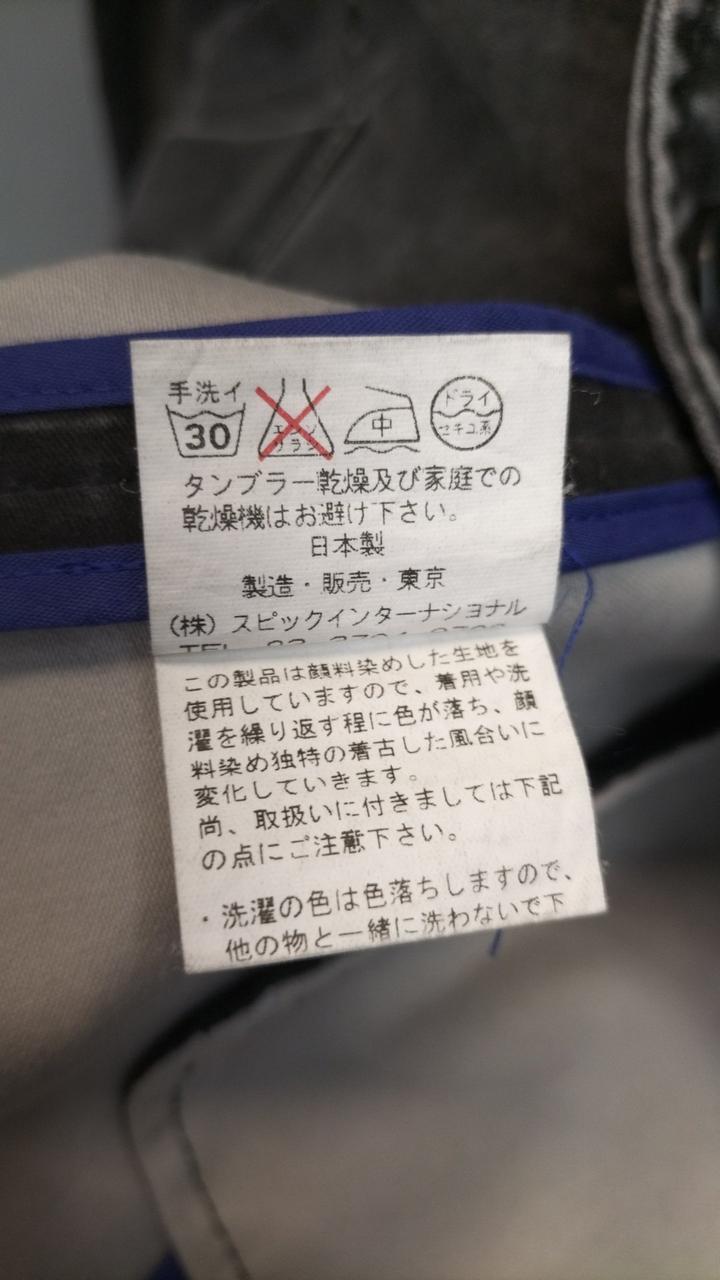 手洗イ
30
エンソ
サラシ
中
ドライ
セキユ系
タンブラー乾燥及び家庭での
乾燥機はお避け下さい。
日本製
製造・販売・東京
(株) スピックインターナショナル
TEL
この製品は顔料染めした生地を
使用していますので、着用や洗
濯を繰り返す程に色が落ち、顔
料染め独特の着古した風合いに
変化していきます。
尚、取扱いに付きましては下記
の点にご注意下さい。
・洗濯の色は色落ちしますので、
他の物と一緒に洗わないで下